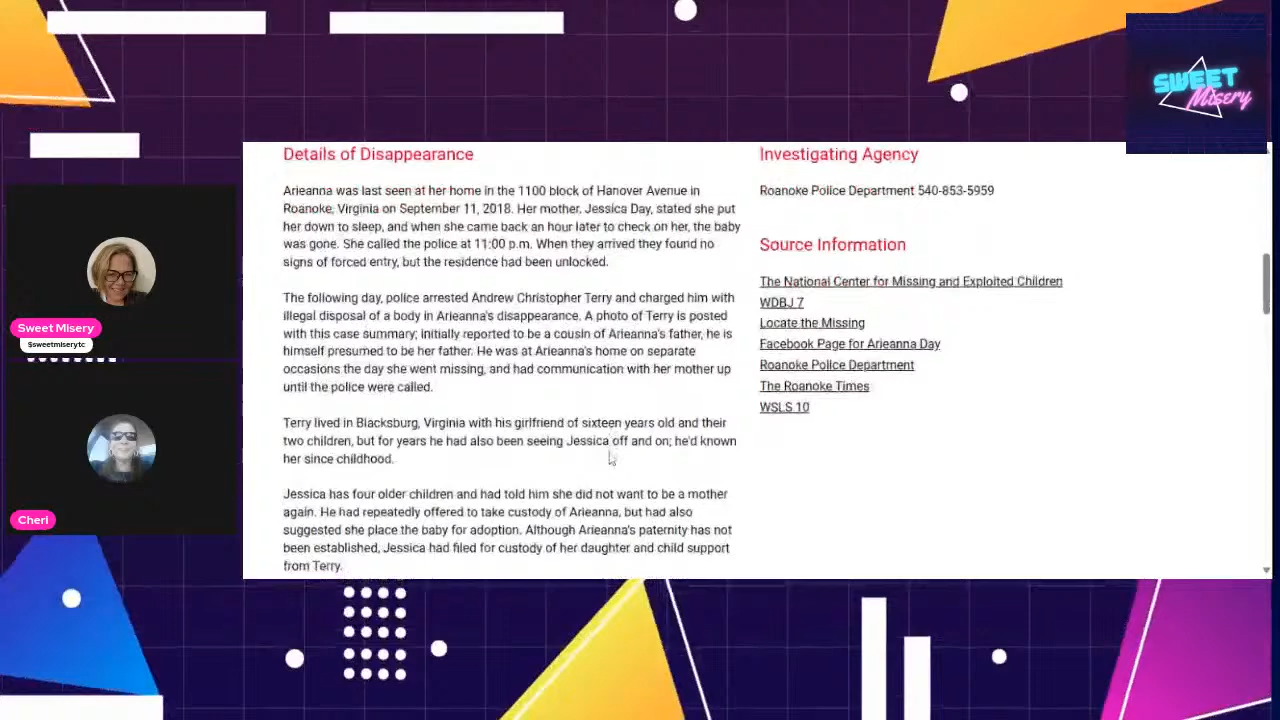 SWEET
Misery
Details of Disappearance
Arieanna was last seen at her home in the 1100 block of Hanover Avenue in
Roanoke, Virginia on September 11, 2018. Her mother, Jessica Day, stated she put
her down to sleep, and when she came back an hour later to check on her, the baby
was gone. She called the police at 11:00 p.m. When they arrived they found no
signs of forced entry, but the residence had been unlocked.
The following day, police arrested Andrew Christopher Terry and charged him with
illegal disposal of a body in Arieanna's disappearance. A photo of Terry is posted
with this case summary; initially reported to be a cousin of Arieanna's father, he is
himself presumed to be her father. He was at Arieanna's home on separate
occasions the day she went missing, and had communication with her mother up
until the police were called.
Terry lived in Blacksburg, Virginia with his girlfriend of sixteen years old and their
two children, but for years he had also been seeing Jessica off and on; he'd known
her since childhood.
Jessica has four older children and had told him she did not want to be a mother
again. He had repeatedly offered to take custody of Arieanna, but had also
suggested she place the baby for adoption. Although Arieanna's paternity has not
been established, Jessica had filed for custody of her daughter and child support
from Terry.
Investigating Agency
Roanoke Police Department 540-853-5959
Source Information
The National Center for Missing and Exploited Children
WDBJ 7
Locate the Missing
Facebook Page for Arieanna Day
Roanoke Police Department
The Roanoke Times
WSLS 10
Sweet Misery
$sweetmiserytc
Cheri